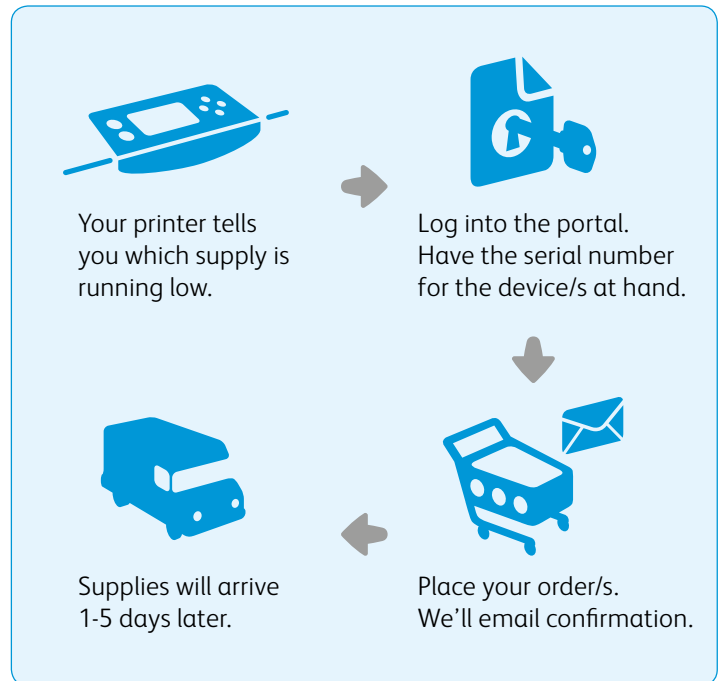 Your printer tells
you which supply is
running low.
Log into the portal.
Have the serial number
for the device/s at hand.
Place your order/s.
We’ll email confirmation.
Supplies will arrive
1-5 days later.